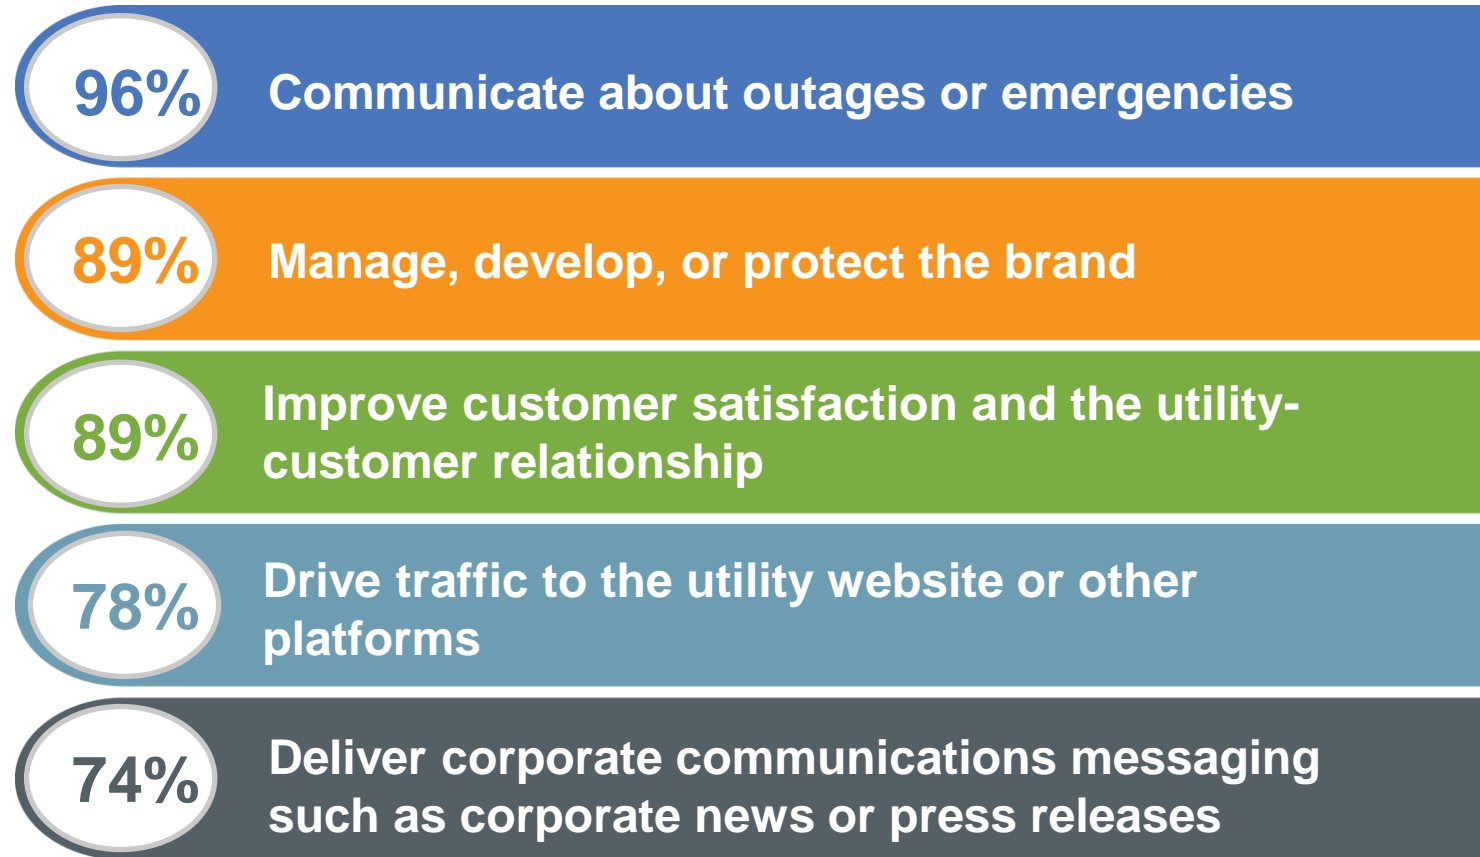 96%
Communicate about outages or emergencies
89%
Manage, develop, or protect the brand
89%
Improve customer satisfaction and the utility-
customer relationship
78%
Drive traffic to the utility website or other
platforms
74%
Deliver corporate communications messaging
such as corporate news or press releases